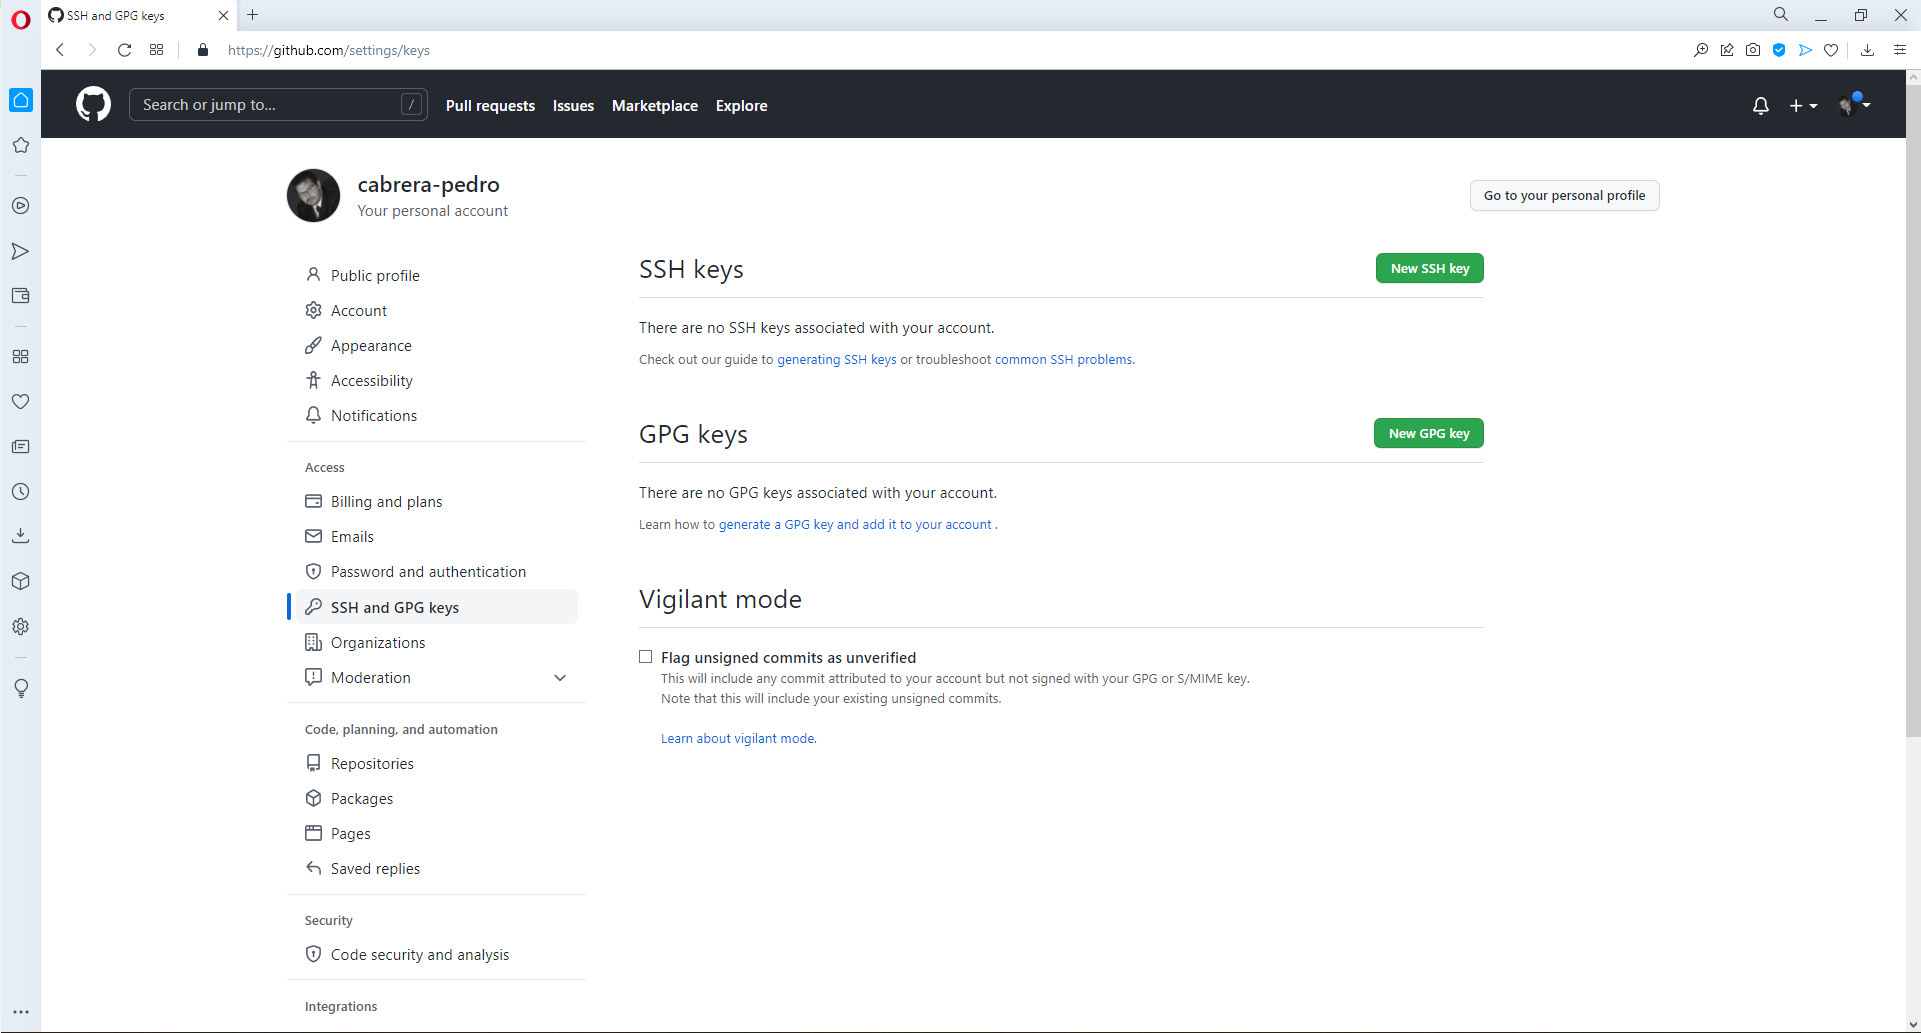 SSH and GPG keys
https://github.com/settings/keys
Search or jump to...
/
Pull requests
Issues
Marketplace
Explore
cabrera-pedro
Your personal account
Go to your personal profile
Public profile
Account
Appearance
Accessibility
Notifications
Access
Billing and plans
Emails
Password and authentication
SSH and GPG keys
Organizations
Moderation
Code, planning, and automation
Repositories
Packages
Pages
Saved replies
Security
Code security and analysis
Integrations
SSH keys
New SSH key
There are no SSH keys associated with your account.
Check out our guide to generating SSH keys or troubleshoot common SSH problems.
GPG keys
New GPG key
There are no GPG keys associated with your account.
Learn how to generate a GPG key and add it to your account .
Vigilant mode
Flag unsigned commits as unverified
This will include any commit attributed to your account but not signed with your GPG or S/MIME key.
Note that this will include your existing unsigned commits.
Learn about vigilant mode.